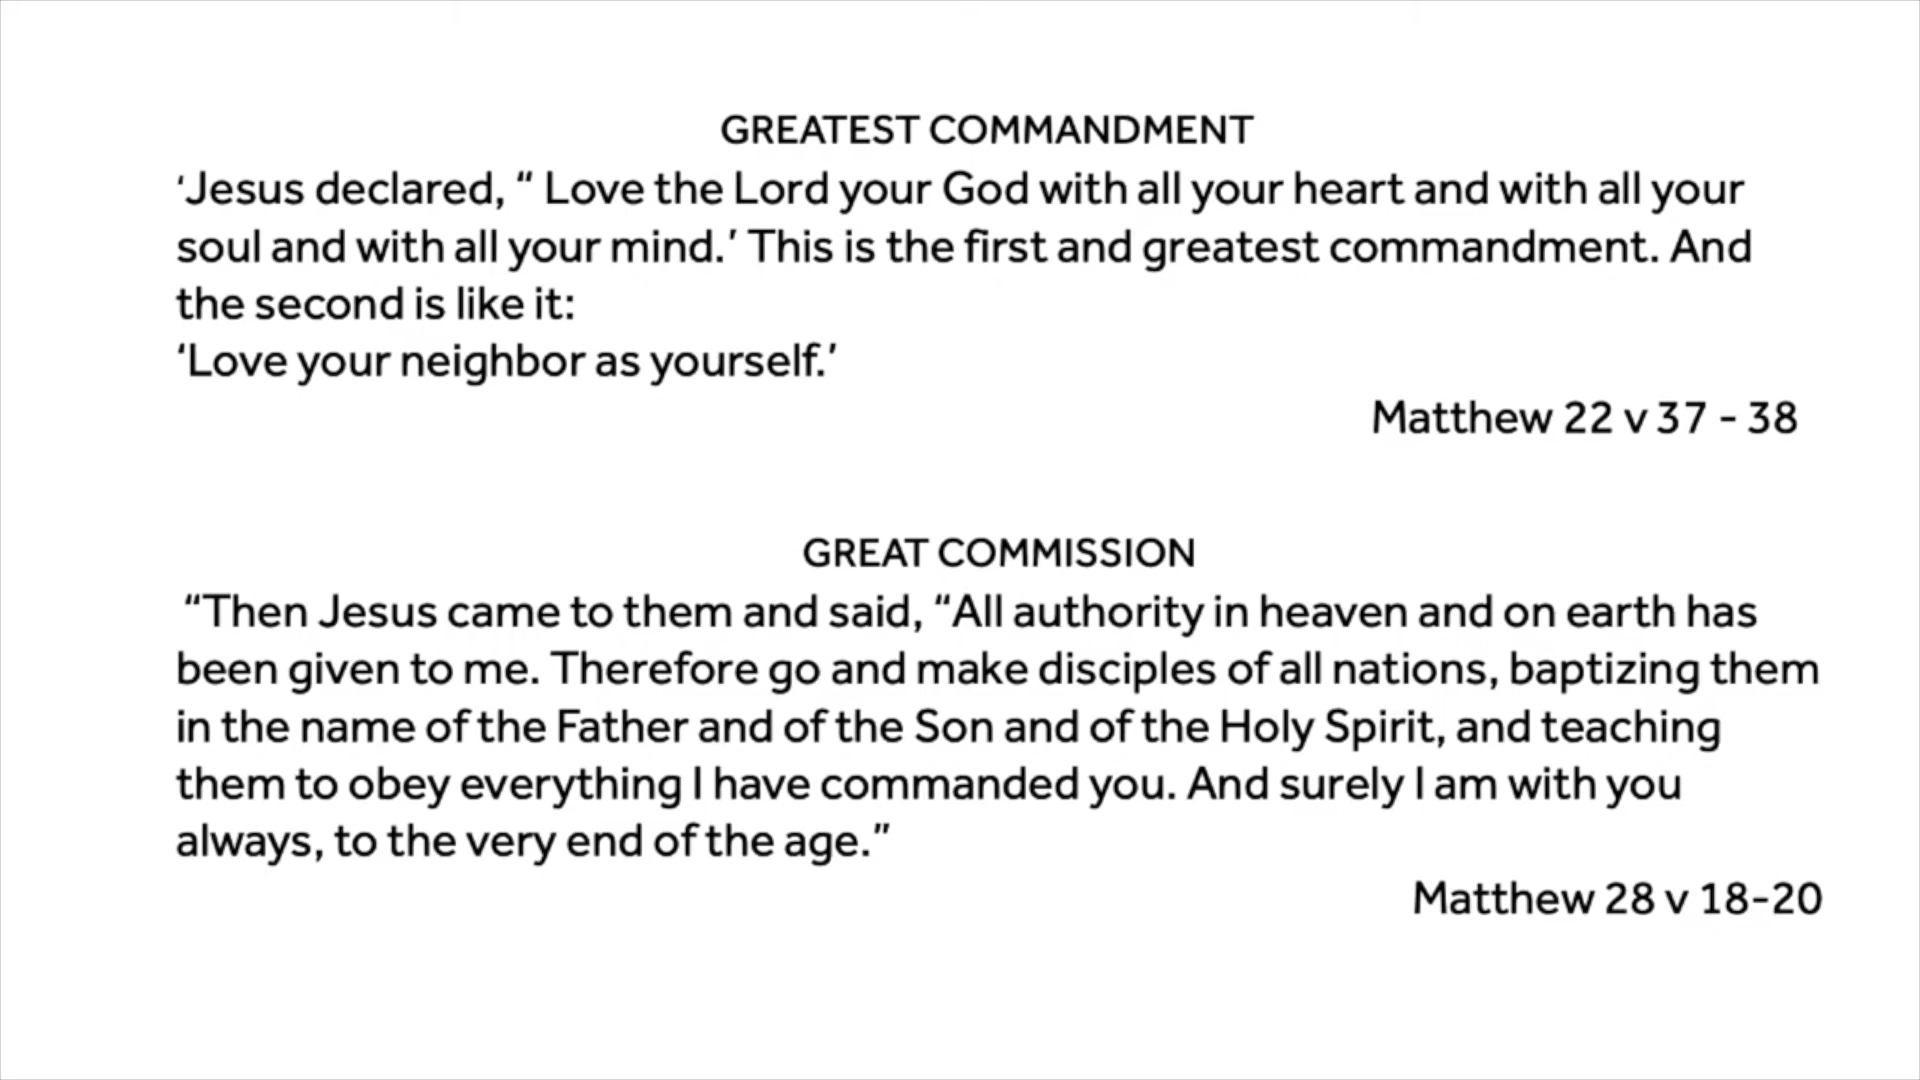 GREATEST COMMANDMENT
‘Jesus declared, “ Love the Lord your God with all your heart and with all your
soul and with all your mind.’ This is the first and greatest commandment. And
the second is like it:
‘Love your neighbor as yourself.’
Matthew 22 v 37 - 38
GREAT COMMISSION
“Then Jesus came to them and said, “All authority in heaven and on earth has
been given to me. Therefore go and make disciples of all nations, baptizing them
in the name of the Father and of the Son and of the Holy Spirit, and teaching
them to obey everything I have commanded you. And surely I am with you
always, to the very end of the age.”
Matthew 28 v 18-20